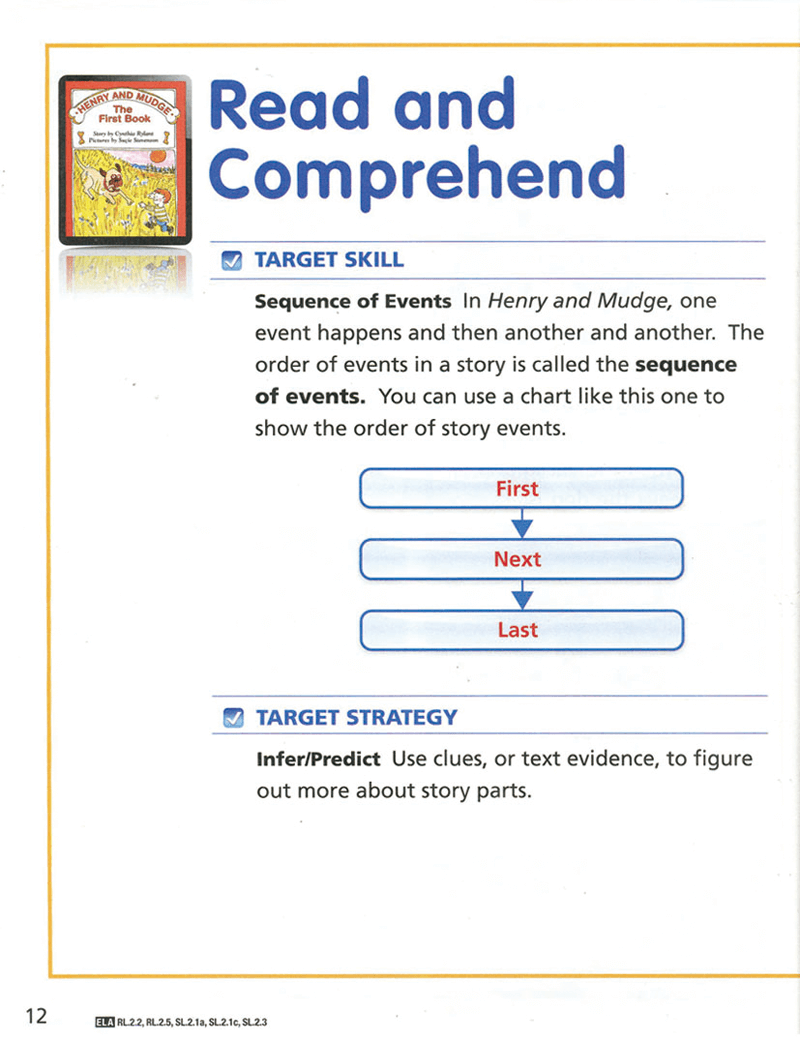 HENRY AND MUDGE
The
First Book
Story by Cynthia Rylant
Pictures by Suçie Stevenson
Read and
Comprehend
TARGET SKILL
Sequence of Events In Henry and Mudge, one
event happens and then another and another. The
order of events in a story is called the sequence
of events. You can use a chart like this one to
show the order of story events.
First
Next
Last
TARGET STRATEGY
Infer/Predict Use clues, or text evidence, to figure
out more about story parts.
12
ELA RL.2.2, RL.2.5, SL.2.1a, SL.2.1c, SL.2.3